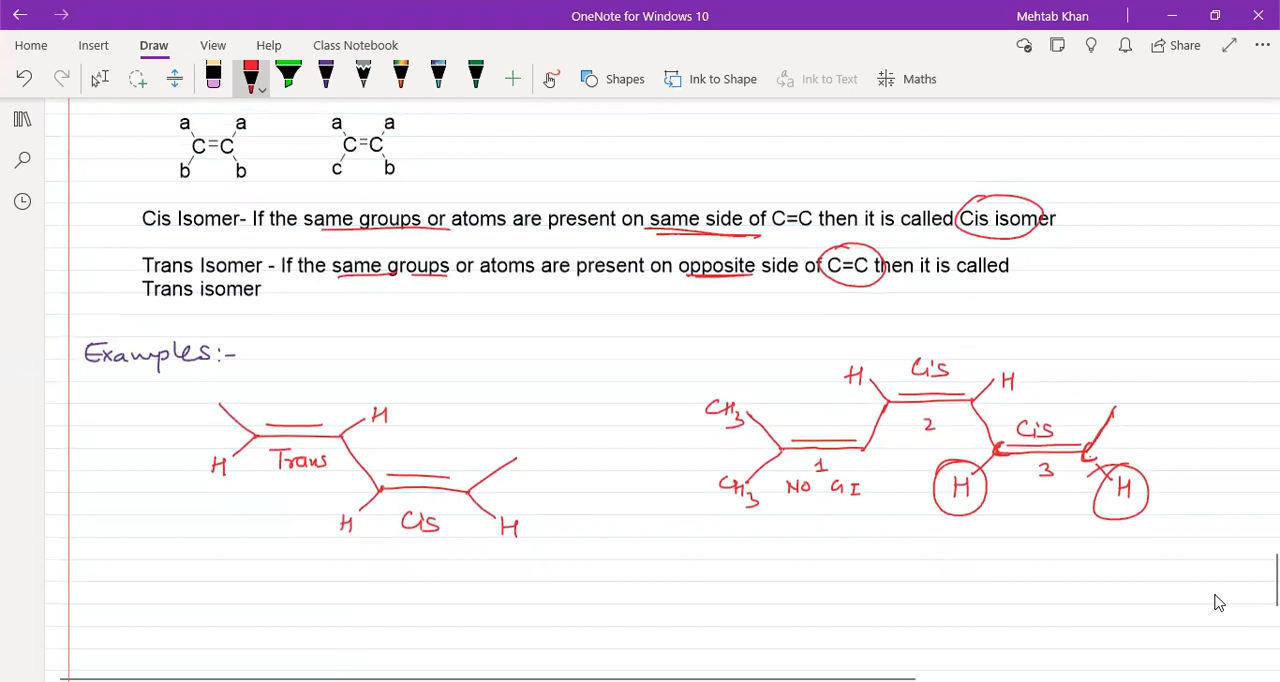 OneNote for Windows 10
Mehtab Khan
Home Insert Draw View Help Class Notebook
Share
Shapes Ink to Shape Ink to Text Maths
a a a a
C=C C=C
b b c b
Cis Isomer- If the same groups or atoms are present on same side of C=C then it is called Cis isomer
Trans Isomer - If the same groups or atoms are present on opposite side of C=C then it is called
Trans isomer
Examples:-
H
H Trans
H Cis H
H Cis H
CH3 2 Cis
1 3
CH3 NO GI H H